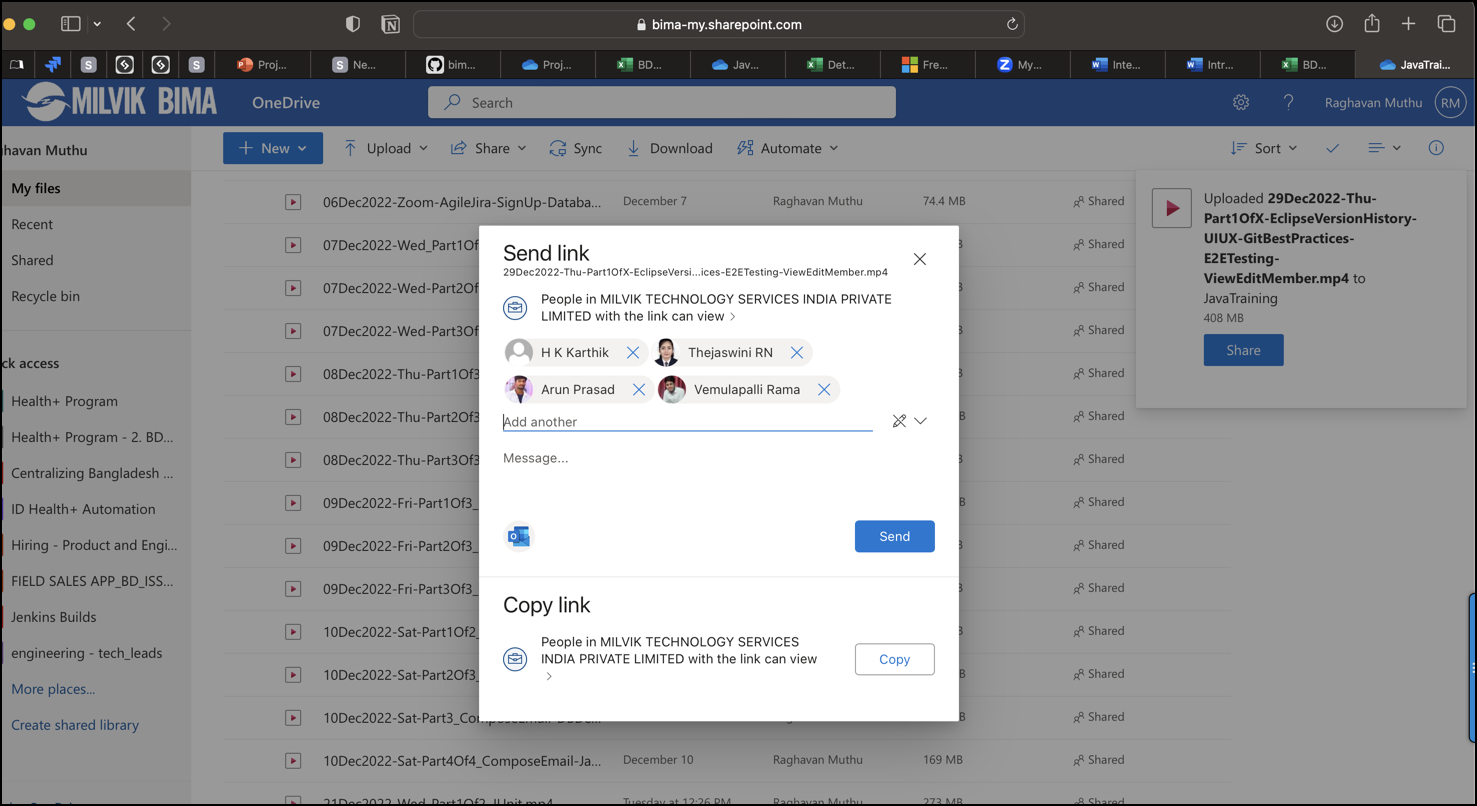 bima-my.sharepoint.com
Proj...
Ne...
bim...
Proj...
BD...
Jav...
Det...
Fre...
My...
Inte...
Intr...
BD...
JavaTrai...
MILVIK BIMA
OneDrive
Search
Raghavan Muthu
RM
ghavan Muthu
My files
Recent
Shared
Recycle bin
ck access
Health+ Program
Health+ Program - 2. BD...
Centralizing Bangladesh ...
ID Health+ Automation
Hiring - Product and Engi...
FIELD SALES APP_BD_ISS...
Jenkins Builds
engineering - tech_leads
More places...
Create shared library
New
Upload
Share
Sync
Download
Automate
Sort
06Dec2022-Zoom-AgileJira-SignUp-Databa... December 7 Raghavan Muthu 74.4 MB Shared
07Dec2022-Wed_Part1Of Shared
07Dec2022-Wed-Part2Of Shared
07Dec2022-Wed-Part3Of Shared
08Dec2022-Thu-Part1Of3 Shared
08Dec2022-Thu-Part2Of3 Shared
08Dec2022-Thu-Part3Of3 Shared
09Dec2022-Fri-Part1Of3_ Shared
09Dec2022-Fri-Part2Of3_ Shared
09Dec2022-Fri-Part3Of3_ Shared
10Dec2022-Sat-Part1Of2_ Shared
10Dec2022-Sat-Part2Of3_ Shared
10Dec2022-Sat-Part3_ Shared
10Dec2022-Sat-Part4Of4_ComposeEmail-Ja... December 10 Raghavan Muthu 169 MB Shared
21Dec2022-Wed-Part1Of2_JUnit.mp4 Tuesday at 12:26 PM Raghavan Muthu 273 MB Shared
Send link
29Dec2022-Thu-Part1OfX-EclipseVersi...ices-E2ETesting-ViewEditMember.mp4
People in MILVIK TECHNOLOGY SERVICES INDIA PRIVATE
LIMITED with the link can view
H K Karthik
Thejaswini RN
Arun Prasad
Vemulapalli Rama
Add another
Message...
Send
Copy link
People in MILVIK TECHNOLOGY SERVICES
INDIA PRIVATE LIMITED with the link can view
Copy
Uploaded 29Dec2022-Thu-
Part1OfX-EclipseVersionHistory-
UIUX-GitBestPractices-
E2ETesting-
ViewEditMember.mp4 to
JavaTraining
408 MB
Share